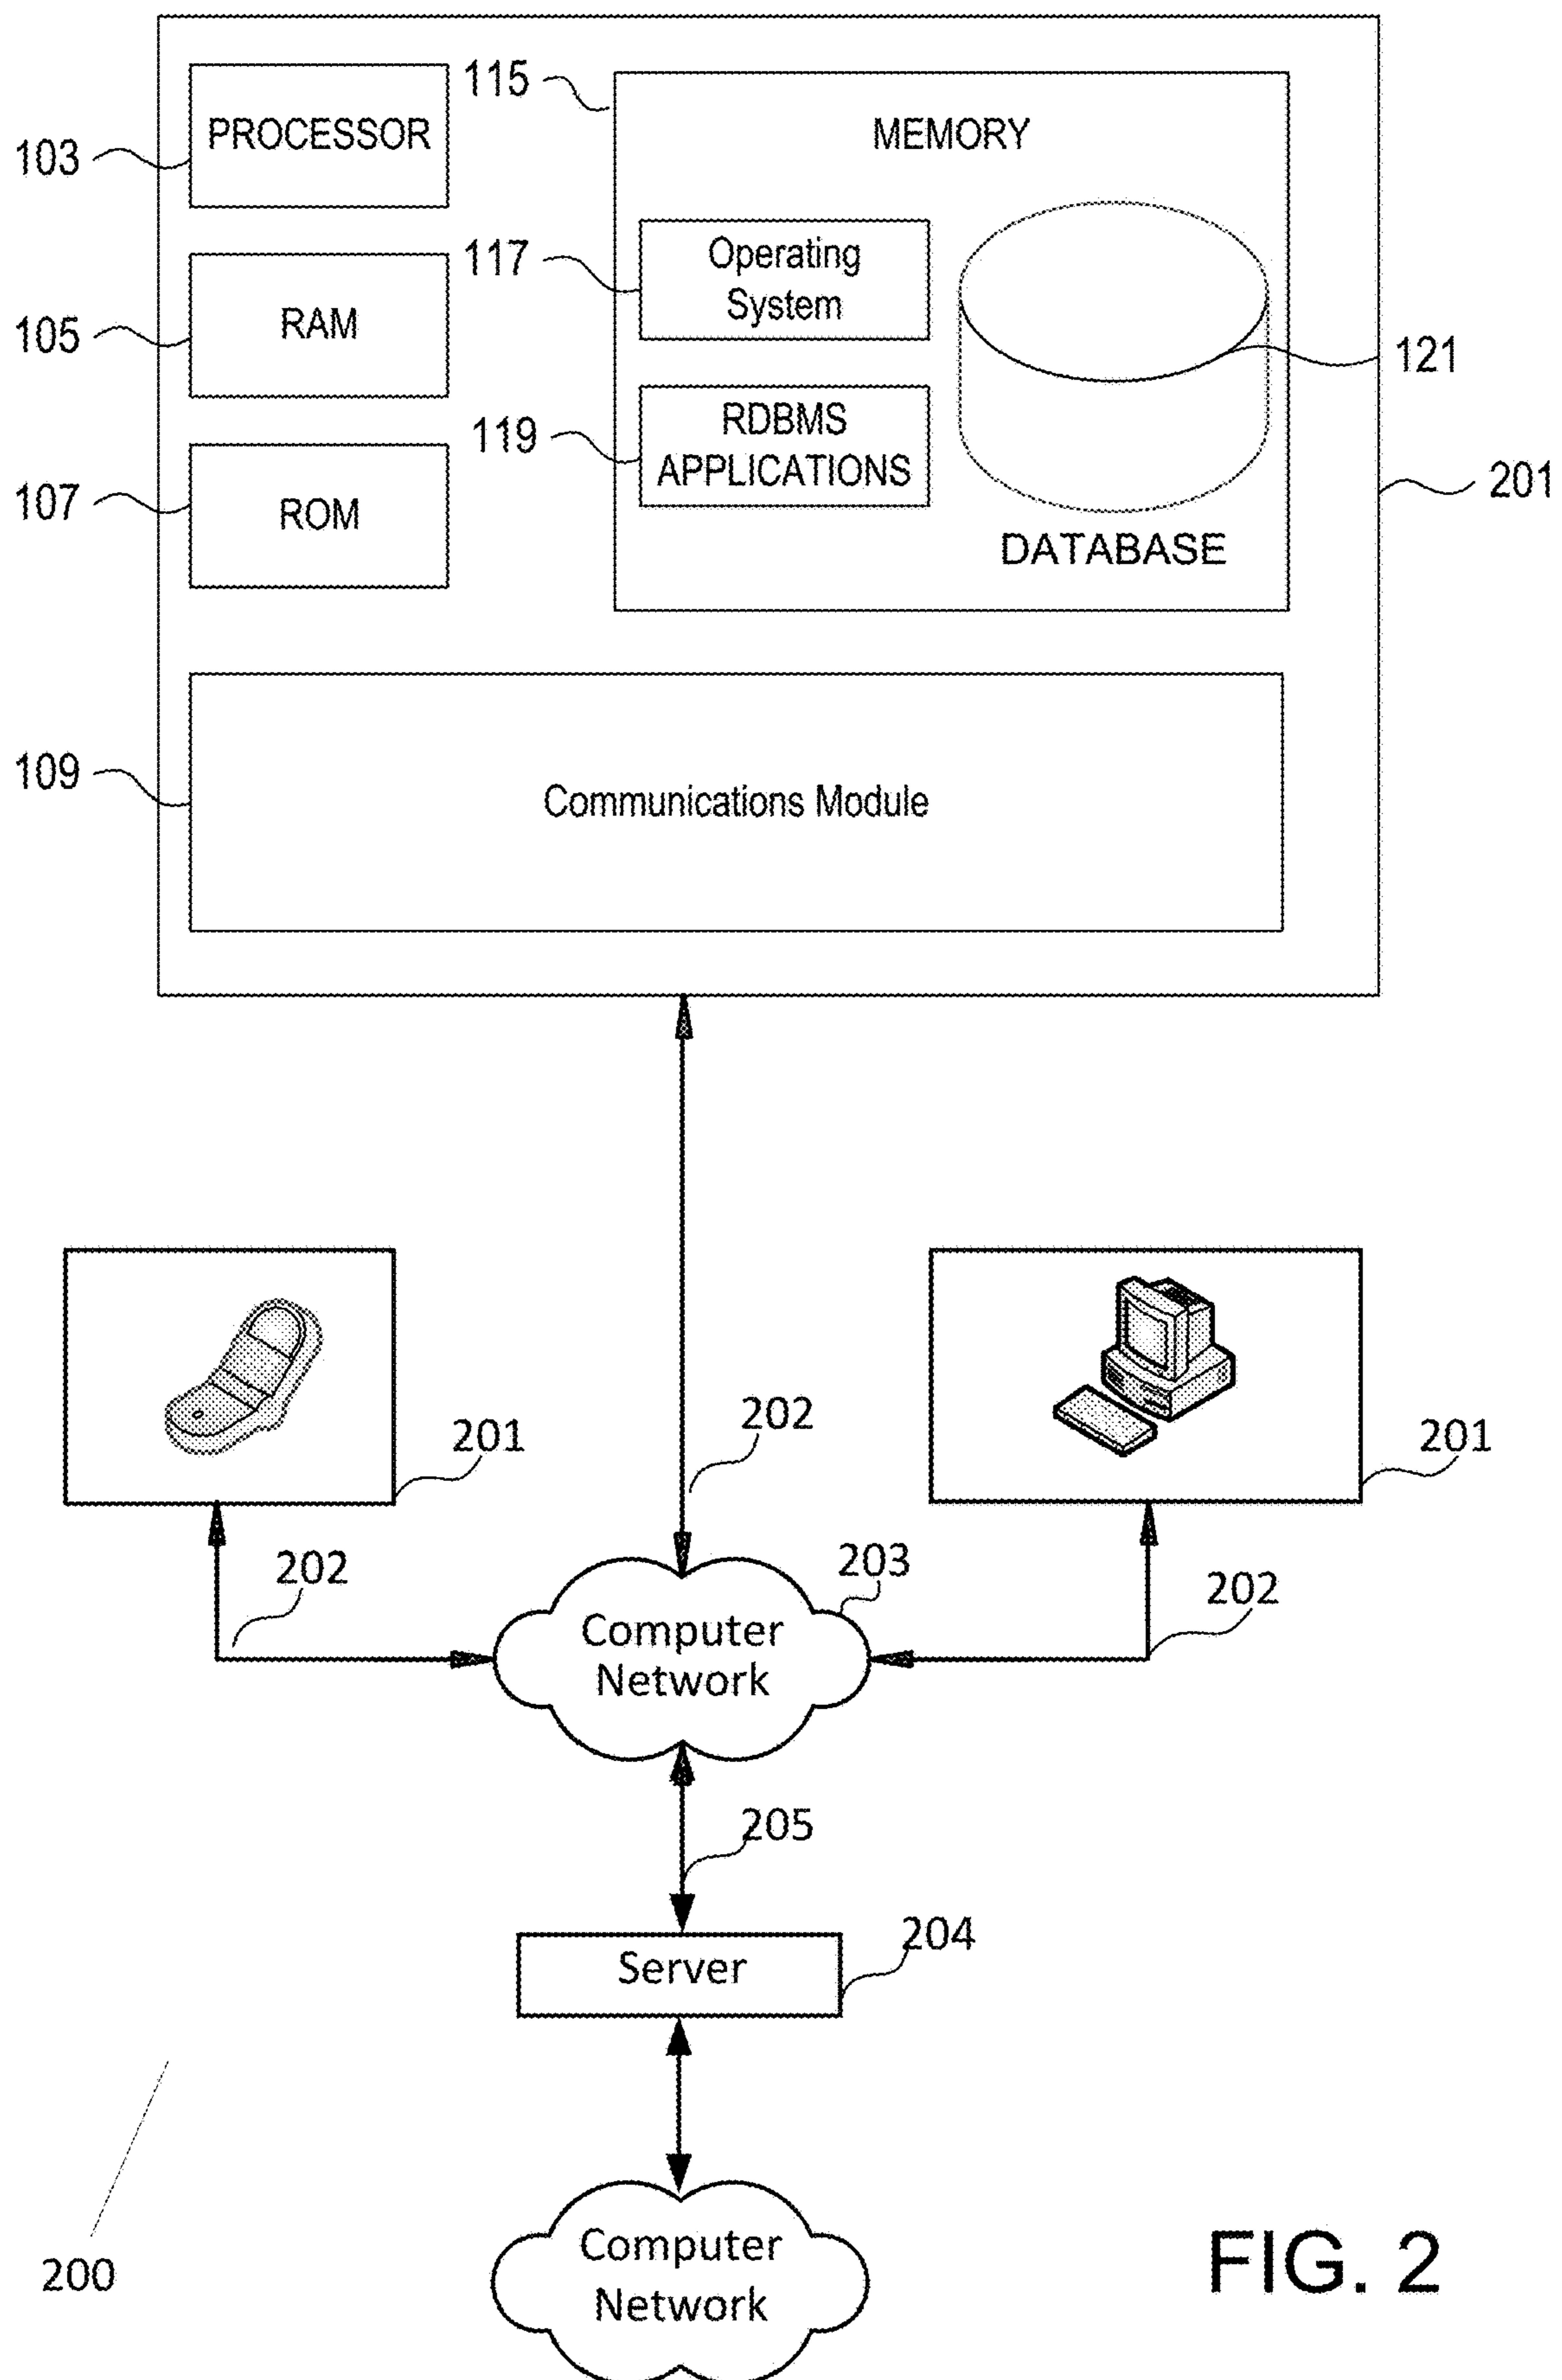 PROCESSOR
103
115
MEMORY
117
Operating
System
RAM
105
121
119
RDBMS
APPLICATIONS
ROM
107
201
DATABASE
109
Communications Module
201
202
201
202
203
202
Computer
Network
205
204
Server
200
Computer
Network
FIG. 2